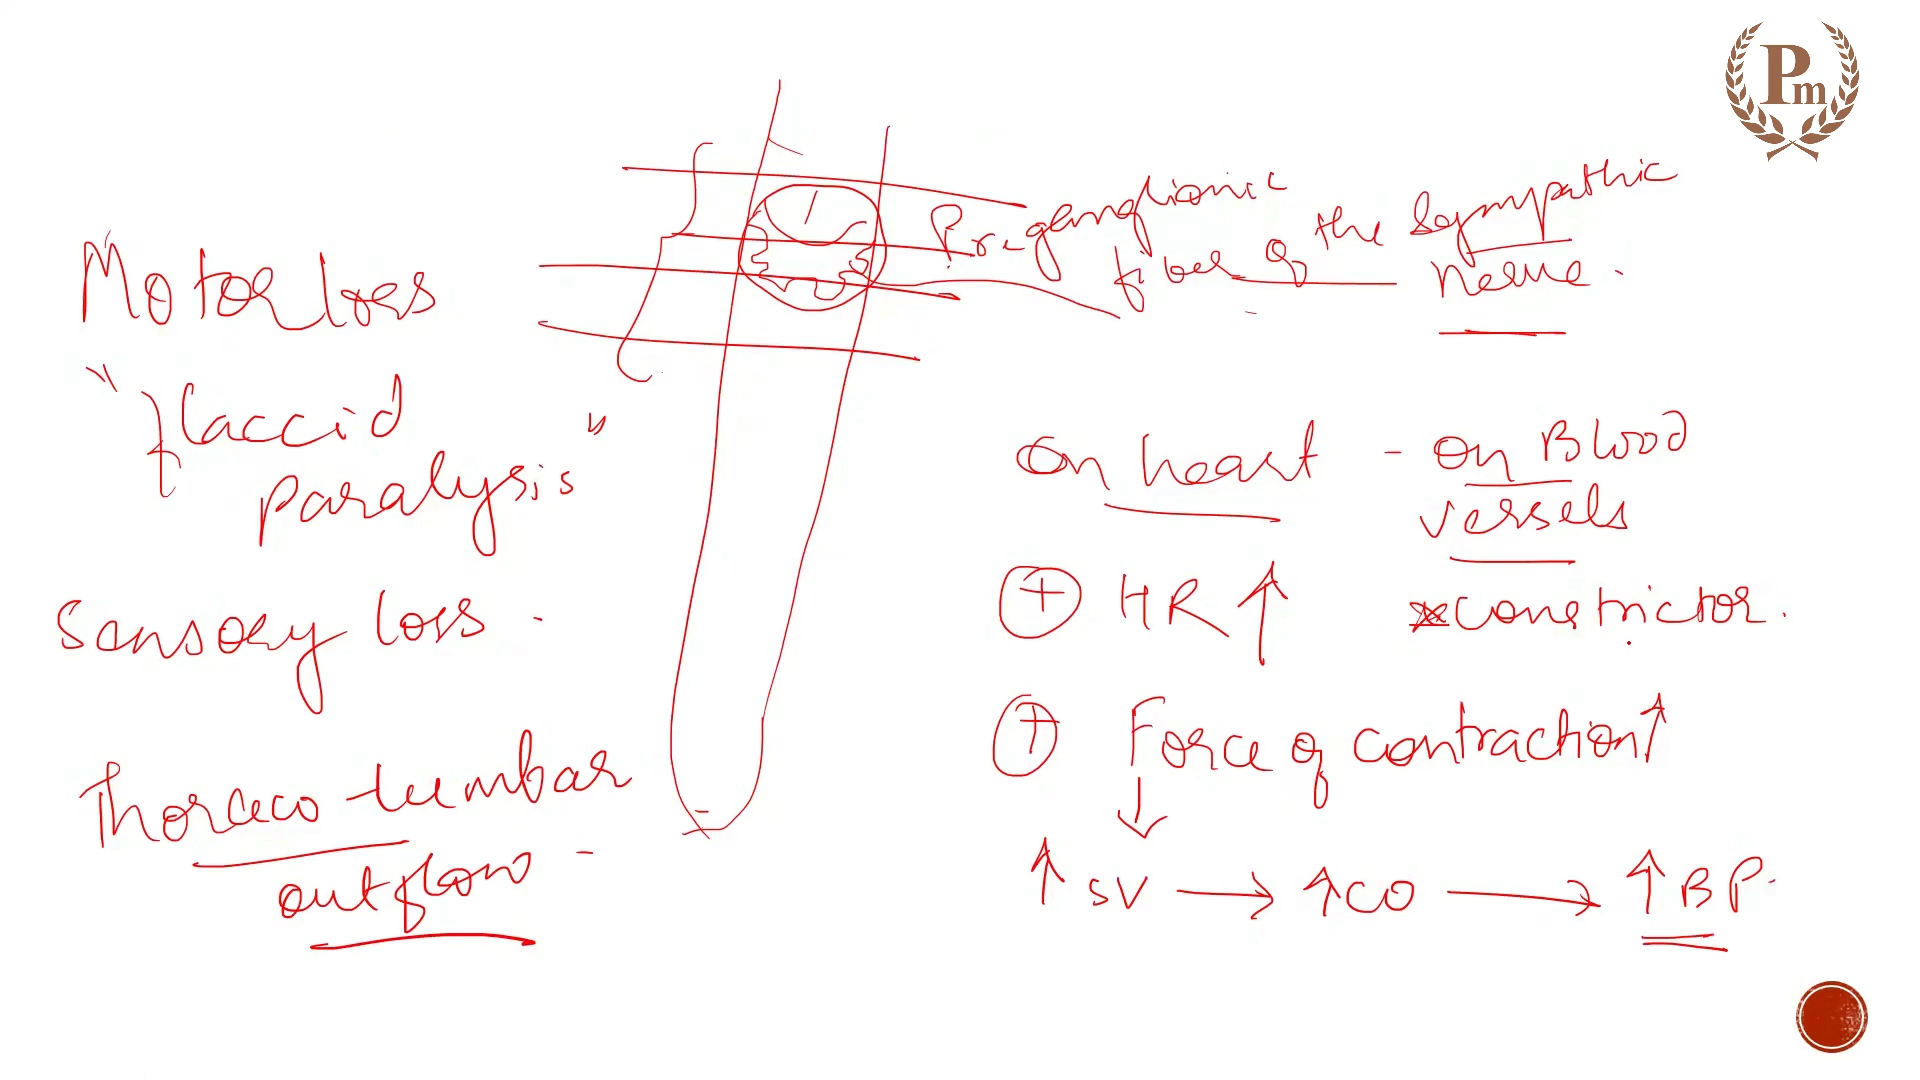 Pm
Preganglionic
fiber of the Sympathic
nerve.
Motor loss
"flaccid
paralysis"
Sensory loss.
Thoraco-lumbar
outflow-
On heart - On Blood
vessels
+ HR ↑ constrictor.
+ Force of contraction ↑
↓
↑ SV → ↑ CO → ↑ BP.